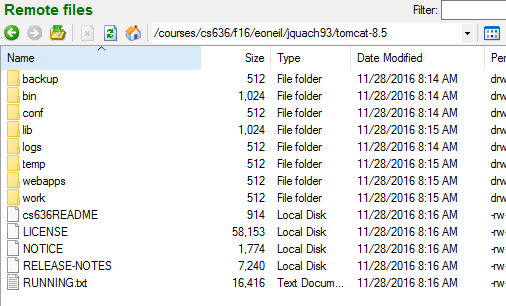 Remote files Filter:
/courses/cs636/f16/eoneil/jquach93/tomcat-8.5
Name Size Type Date Modified Per
backup 512 File folder 11/28/2016 8:14 AM drw
bin 1,024 File folder 11/28/2016 8:14 AM drw
conf 512 File folder 11/28/2016 8:14 AM drw
lib 1,024 File folder 11/28/2016 8:15 AM drw
logs 512 File folder 11/28/2016 8:14 AM drw
temp 512 File folder 11/28/2016 8:15 AM drw
webapps 512 File folder 11/28/2016 8:15 AM drw
work 512 File folder 11/28/2016 8:15 AM drw
cs636README 914 Local Disk 11/28/2016 8:16 AM -rw-
LICENSE 58,153 Local Disk 11/28/2016 8:16 AM -rw-
NOTICE 1,774 Local Disk 11/28/2016 8:16 AM -rw-
RELEASE-NOTES 7,240 Local Disk 11/28/2016 8:16 AM -rw-
RUNNING.txt 16,416 Text Docum... 11/28/2016 8:16 AM -rw-